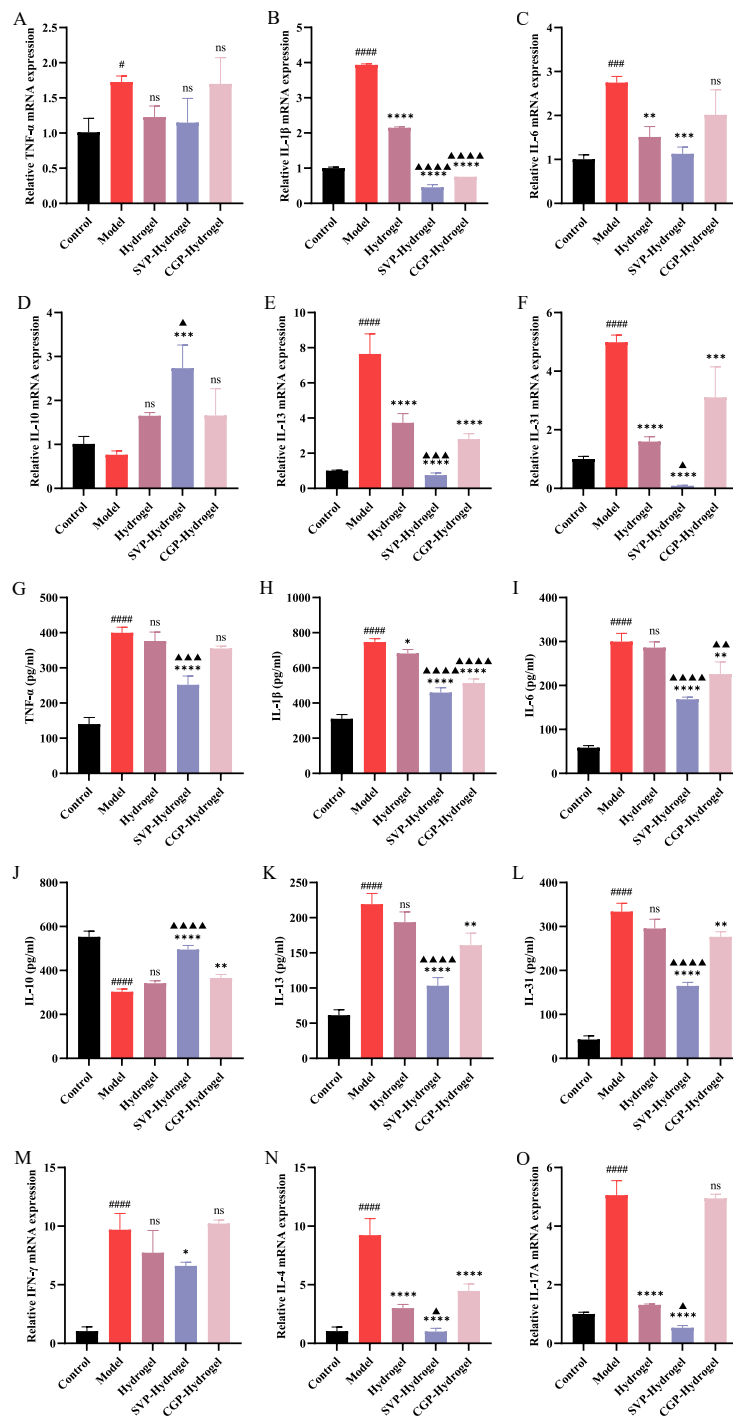 A
Relative TNF-α mRNA expression
2.5
2.0
1.5
1.0
0.5
0.0
#
ns
ns
ns
Control
Model
Hydrogel
SVP-Hydrogel
CGP-Hydrogel
B
Relative IL-1β mRNA expression
5
4
3
2
1
0
####
****
▲▲▲▲
****
▲▲▲▲
****
Control
Model
Hydrogel
SVP-Hydrogel
CGP-Hydrogel
C
Relative IL-6 mRNA expression
4
3
2
1
0
###
**
***
ns
Control
Model
Hydrogel
SVP-Hydrogel
CGP-Hydrogel
D
Relative IL-10 mRNA expression
4
3
2
1
0
ns
▲
***
ns
Control
Model
Hydrogel
SVP-Hydrogel
CGP-Hydrogel
E
Relative IL-13 mRNA expression
10
8
6
4
2
0
####
****
▲▲▲
****
****
Control
Model
Hydrogel
SVP-Hydrogel
CGP-Hydrogel
F
Relative IL-31 mRNA expression
6
4
2
0
####
****
▲
****
***
Control
Model
Hydrogel
SVP-Hydrogel
CGP-Hydrogel
G
TNF-α (pg/ml)
500
400
300
200
100
0
####
ns
▲▲▲
****
ns
Control
Model
Hydrogel
SVP-Hydrogel
CGP-Hydrogel
H
IL-1β (pg/ml)
1000
800
600
400
200
0
####
*
▲▲▲▲
****
▲▲▲▲
****
Control
Model
Hydrogel
SVP-Hydrogel
CGP-Hydrogel
I
IL-6 (pg/ml)
400
300
200
100
0
####
ns
▲▲▲▲
****
▲▲
**
Control
Model
Hydrogel
SVP-Hydrogel
CGP-Hydrogel
J
IL-10 (pg/ml)
800
600
400
200
0
####
ns
▲▲▲▲
****
**
Control
Model
Hydrogel
SVP-Hydrogel
CGP-Hydrogel
K
IL-13 (pg/ml)
250
200
150
100
50
0
####
ns
▲▲▲▲
****
**
Control
Model
Hydrogel
SVP-Hydrogel
CGP-Hydrogel
L
IL-31 (pg/ml)
400
300
200
100
0
####
ns
▲▲▲▲
****
**
Control
Model
Hydrogel
SVP-Hydrogel
CGP-Hydrogel
M
Relative IFN-γ mRNA expression
15
10
5
0
####
ns
*
Control
Model
Hydrogel
SVP-Hydrogel
CGP-Hydrogel
N
Relative IL-4 mRNA expression
15
10
5
0
####
****
▲
****
****
Control
Model
Hydrogel
SVP-Hydrogel
CGP-Hydrogel
O
Relative IL-17A mRNA expression
6
4
2
0
####
****
▲
****
ns
Control
Model
Hydrogel
SVP-Hydrogel
CGP-Hydrogel